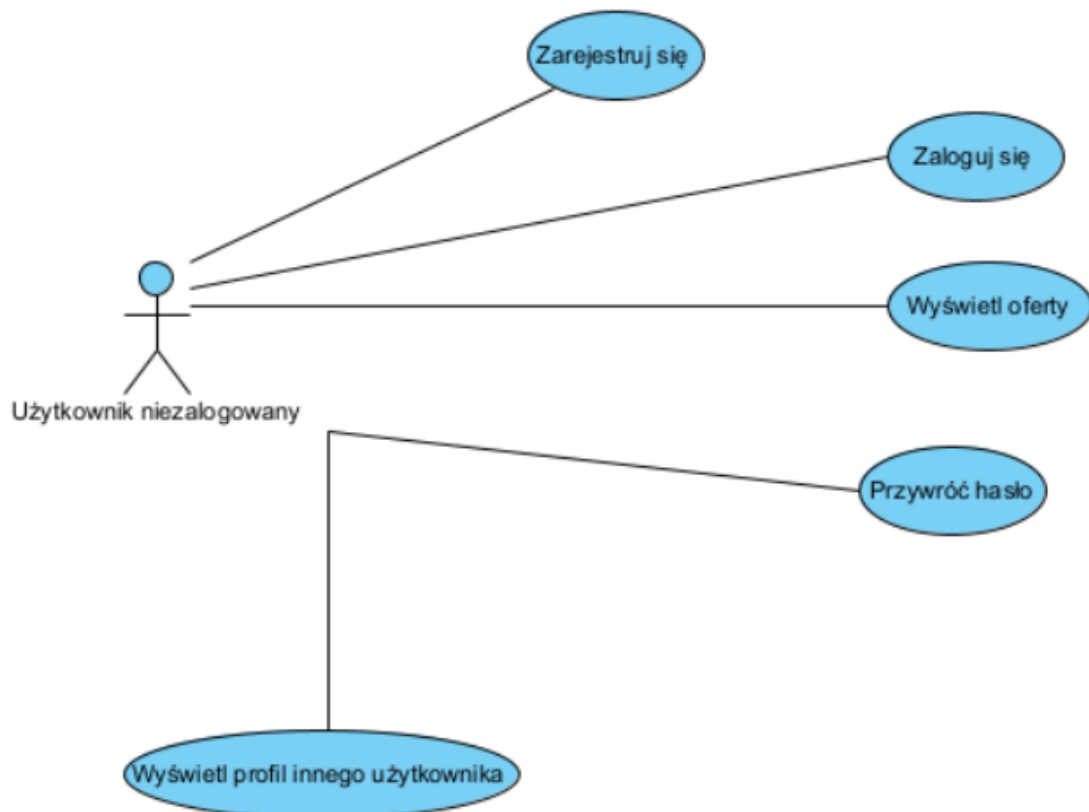 Zarejestruj się
Zaloguj się
Wyświetl oferty
Użytkownik niezalogowany
Przywróć hasło
Wyświetl profil innego użytkownika